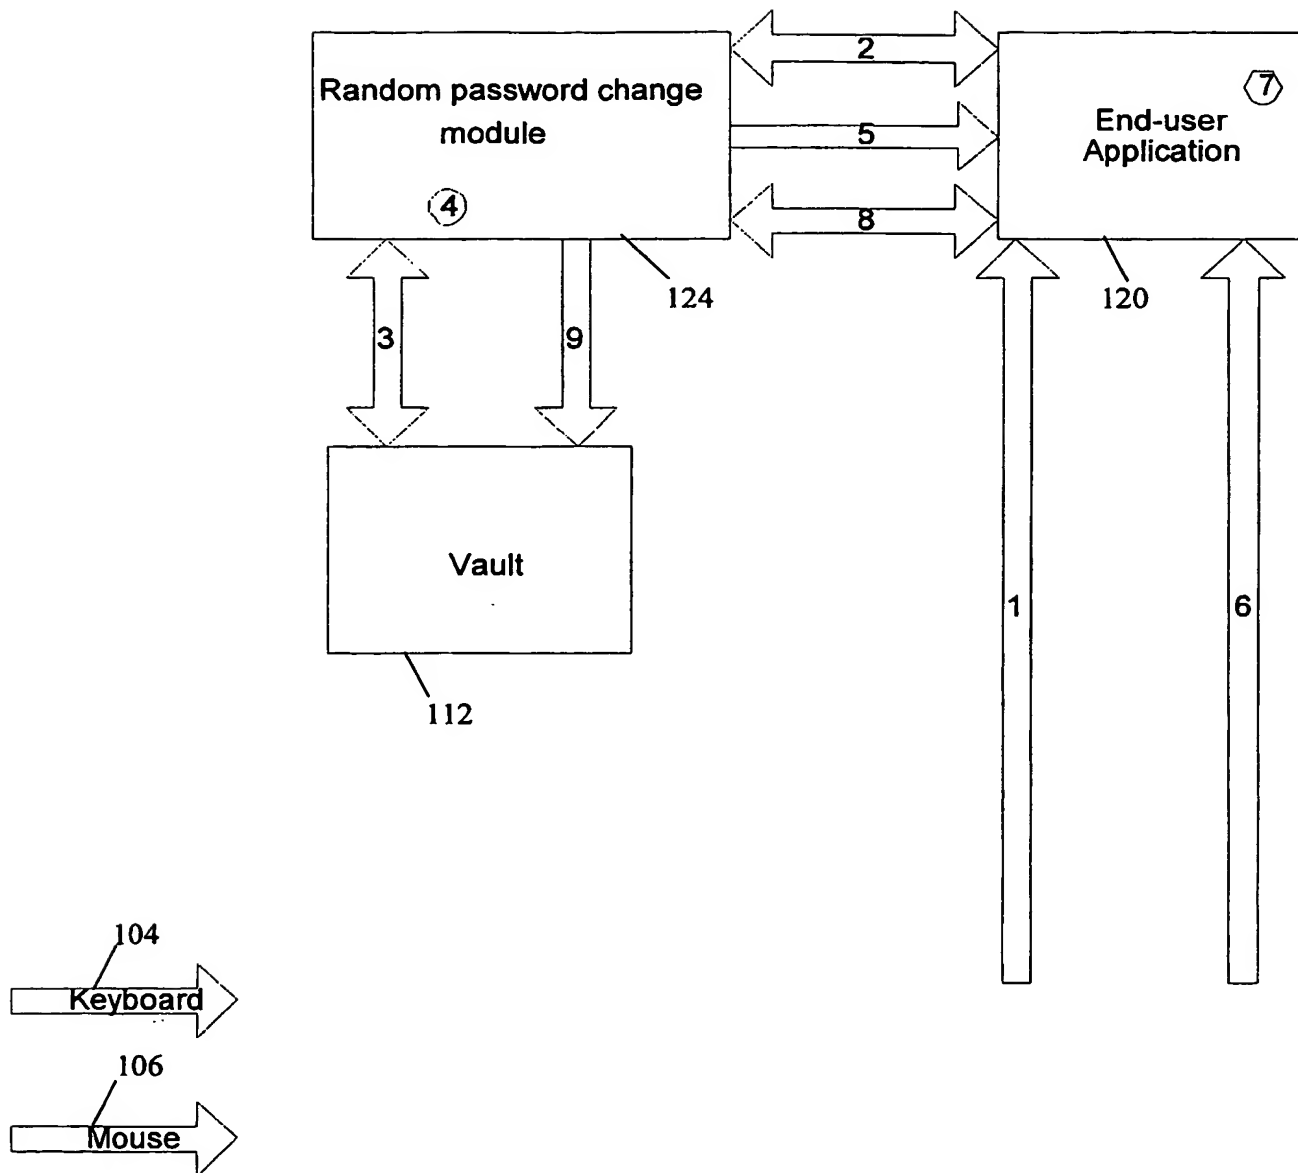 2
Random password change
module
7
5
End-user
Application
4
8
124
120
3
9
Vault
1
6
112
104
Keyboard
106
Mouse